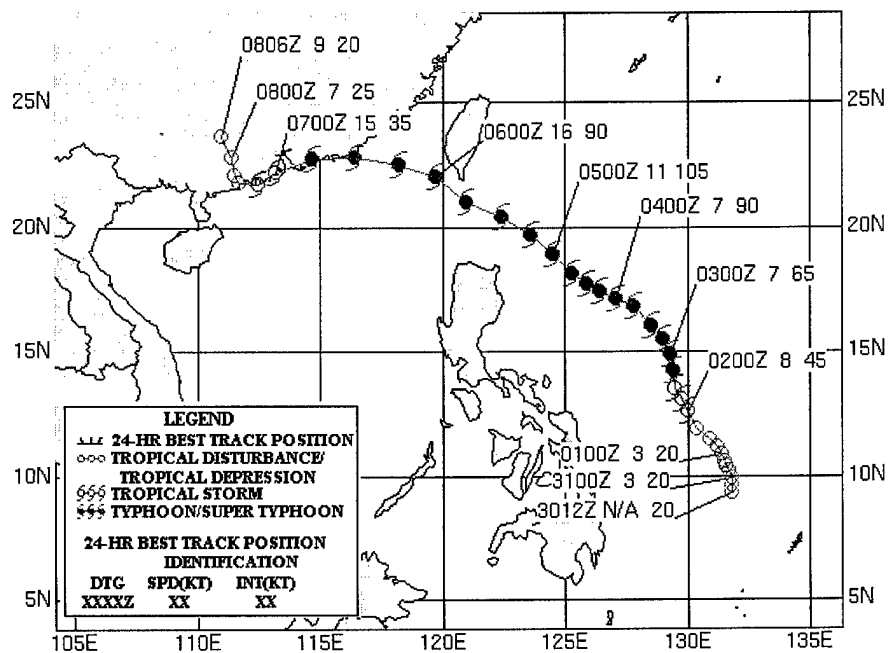 0806Z 9 20
0800Z 7 25
0700Z 15 35
0600Z 16 90
0500Z 11 105
0400Z 7 90
0300Z 7 65
0200Z 8 45
0100Z 3 20
3100Z 3 20
3012Z N/A 20
25N
25N
20N
20N
15N
15N
10N
10N
5N
5N
LEGEND
24-HR BEST TRACK POSITION
TROPICAL DISTURBANCE/
TROPICAL DEPRESSION
TROPICAL STORM
TYPHOON/SUPER TYPHOON
24-HR BEST TRACK POSITION
IDENTIFICATION
DTG SPD(KT) INT(KT)
XXXXZ XX XX
105E 110E 115E 120E 125E 130E 135E